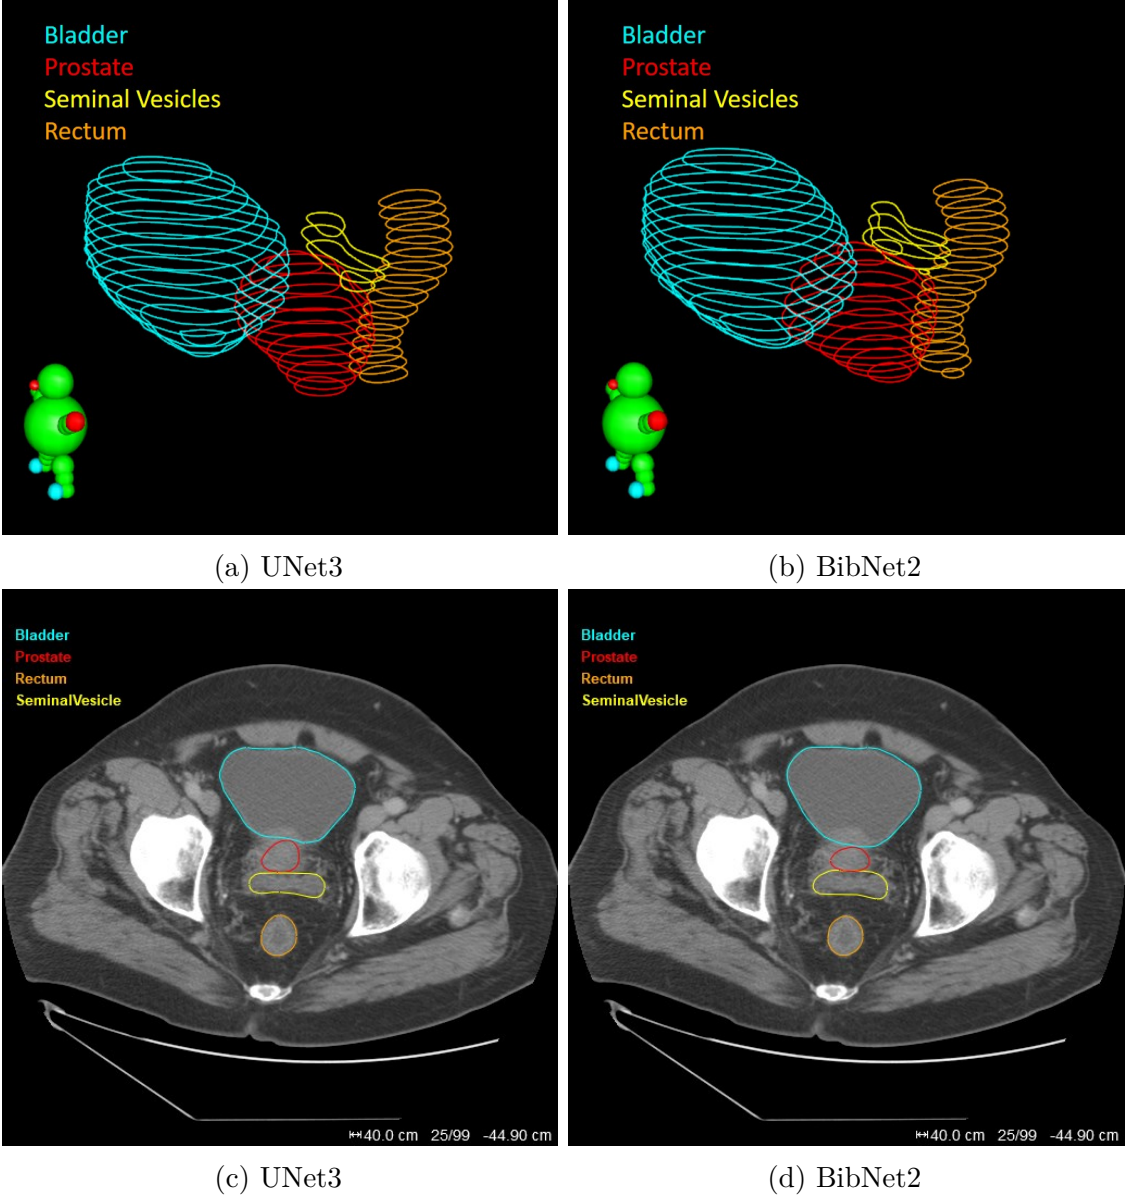 Bladder
Prostate
Seminal Vesicles
Rectum
Bladder
Prostate
Seminal Vesicles
Rectum
(a) UNet3
(b) BibNet2
Bladder
Prostate
Rectum
SeminalVesicle
40.0 cm 25/99 -44.90 cm
Bladder
Prostate
Rectum
SeminalVesicle
40.0 cm 25/99 -44.90 cm
(c) UNet3
(d) BibNet2